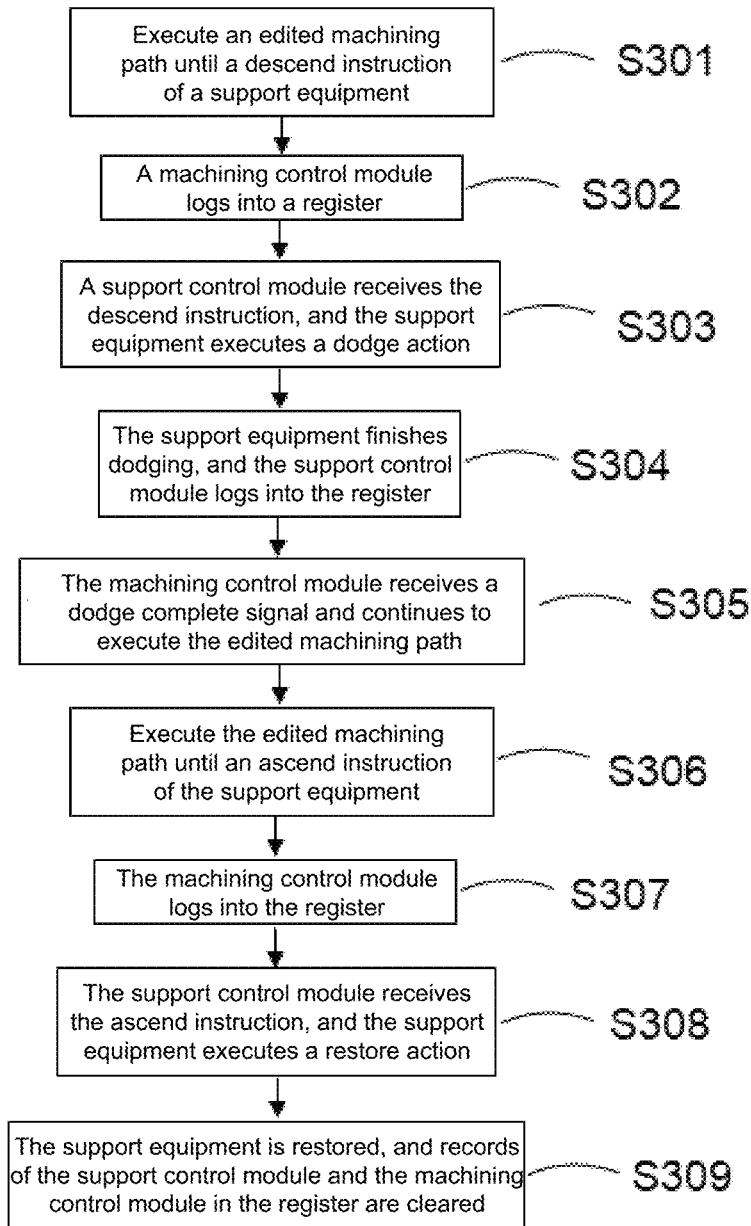 Execute an edited machining
path until a descend instruction
of a support equipment
S301
A machining control module
logs into a register
S302
A support control module receives the
descend instruction, and the support
equipment executes a dodge action
S303
The support equipment finishes
dodging, and the support control
module logs into the register
S304
The machining control module receives a
dodge complete signal and continues to
execute the edited machining path
S305
Execute the edited machining
path until an ascend instruction
of the support equipment
S306
The machining control module
logs into the register
S307
The support control module receives
the ascend instruction, and the support
equipment executes a restore action
S308
The support equipment is restored, and records
of the support control module and the machining
control module in the register are cleared
S309